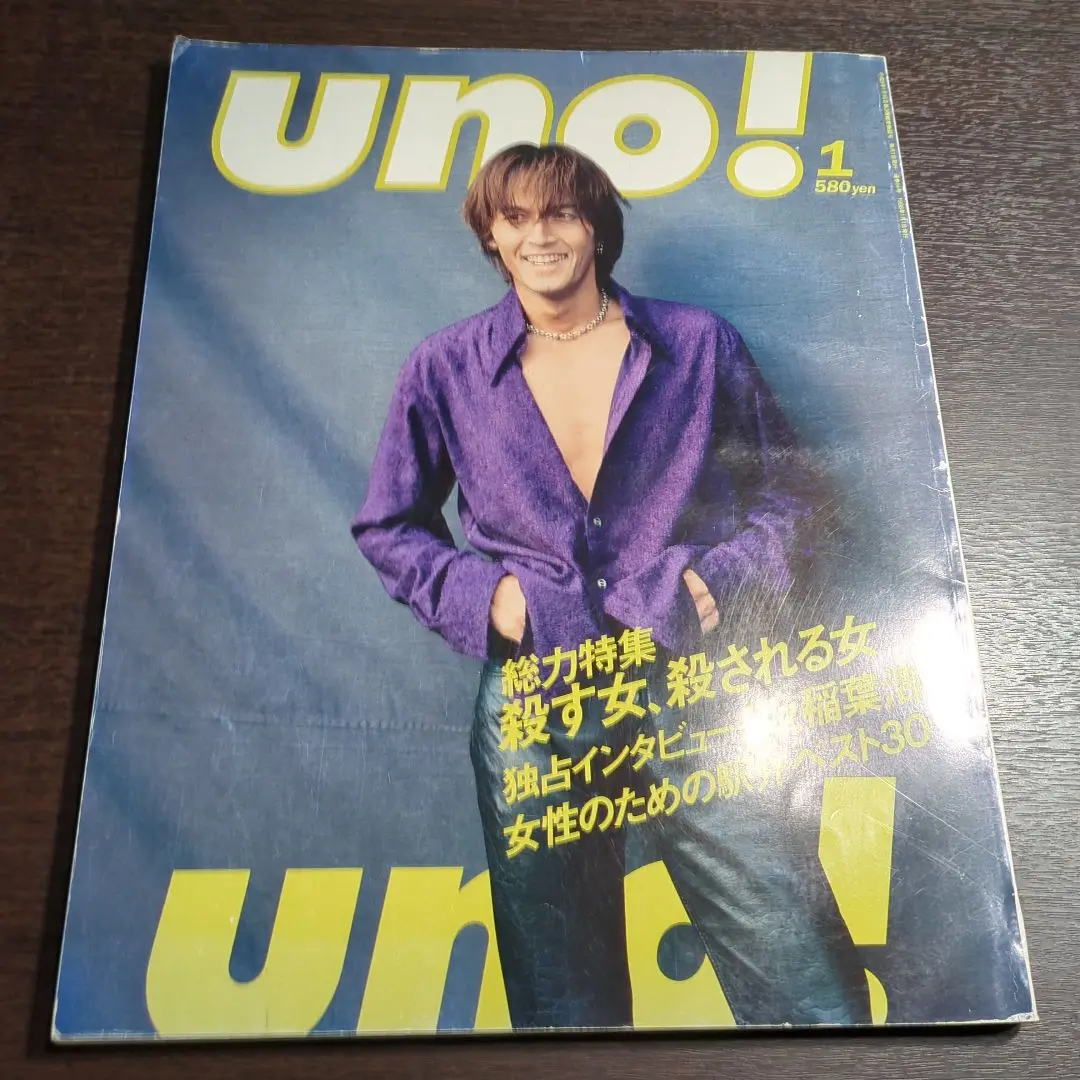 uno!
1
580yen
総力特集
殺す女、殺される女
独占インタビュー 稲葉
女性のための ベスト30
uno!